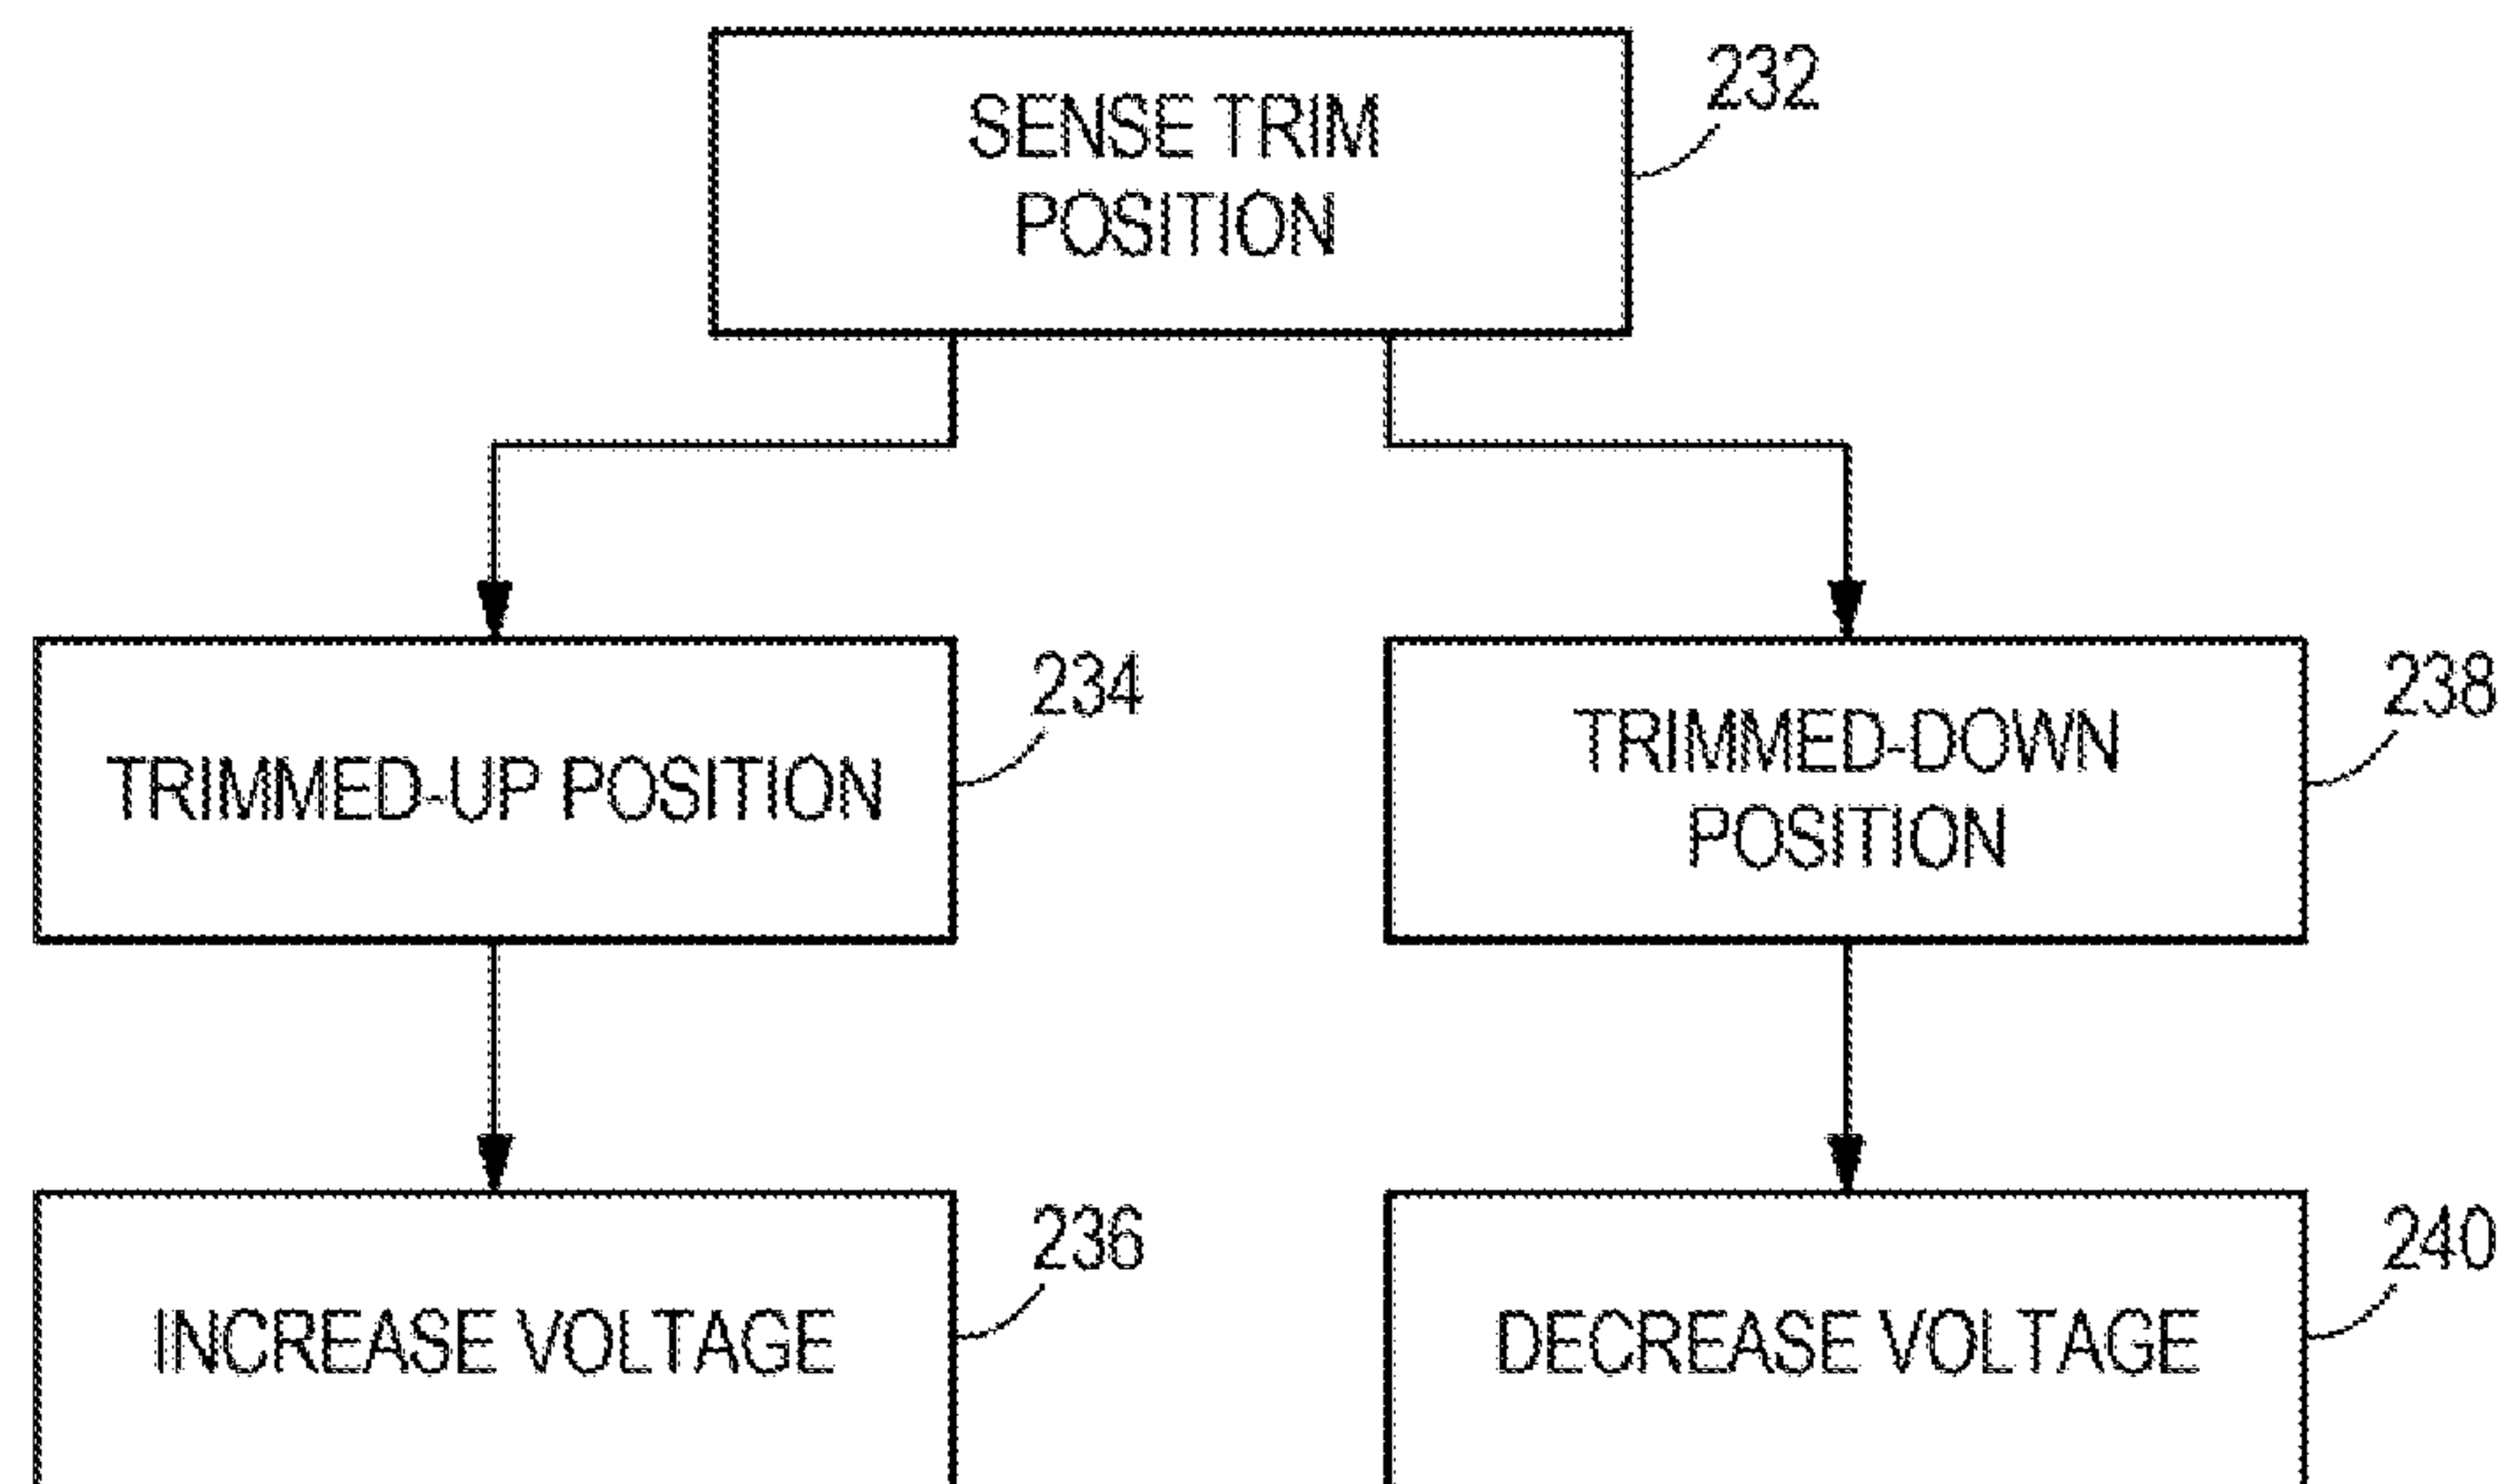 SENSE TRIM
POSITION
232
TRIMMED-UP POSITION
234
TRIMMED-DOWN
POSITION
238
INCREASE VOLTAGE
236
DECREASE VOLTAGE
240